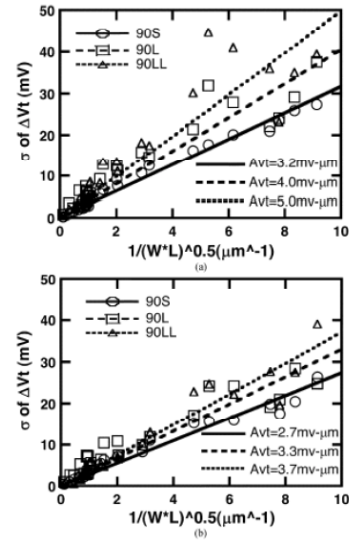 50
40
30
20
10
0
σ of ΔVt (mV)
90S
90L
90LL
Avt=3.2mv-μm
Avt=4.0mv-μm
Avt=5.0mv-μm
0 2 4 6 8 10
1/(W*L)^0.5(μm^-1)
(a)
50
40
30
20
10
0
σ of ΔVt (mV)
90S
90L
90LL
Avt=2.7mv-μm
Avt=3.3mv-μm
Avt=3.7mv-μm
0 2 4 6 8 10
1/(W*L)^0.5(μm^-1)
(b)